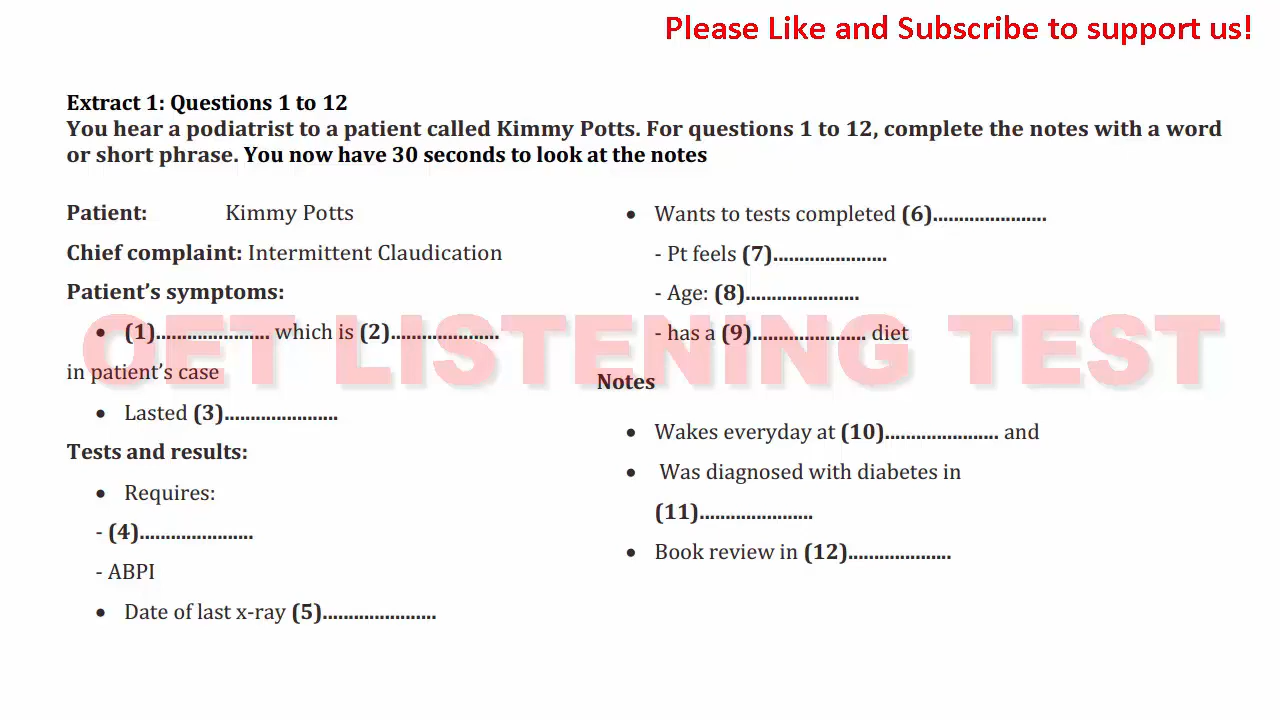 Please Like and Subscribe to support us!
Extract 1: Questions 1 to 12
You hear a podiatrist to a patient called Kimmy Potts. For questions 1 to 12, complete the notes with a word
or short phrase. You now have 30 seconds to look at the notes
Patient: Kimmy Potts
Chief complaint: Intermittent Claudication
Patient's symptoms:
• (1)...................... which is (2).....................
in patient's case
• Lasted (3)......................
Tests and results:
• Requires:
- (4)......................
- ABPI
• Date of last x-ray (5)......................
• Wants to tests completed (6)......................
- Pt feels (7)......................
- Age: (8)......................
- has a (9)...................... diet
Notes
• Wakes everyday at (10)...................... and
• Was diagnosed with diabetes in
(11)......................
• Book review in (12)....................
OET LISTENING TEST